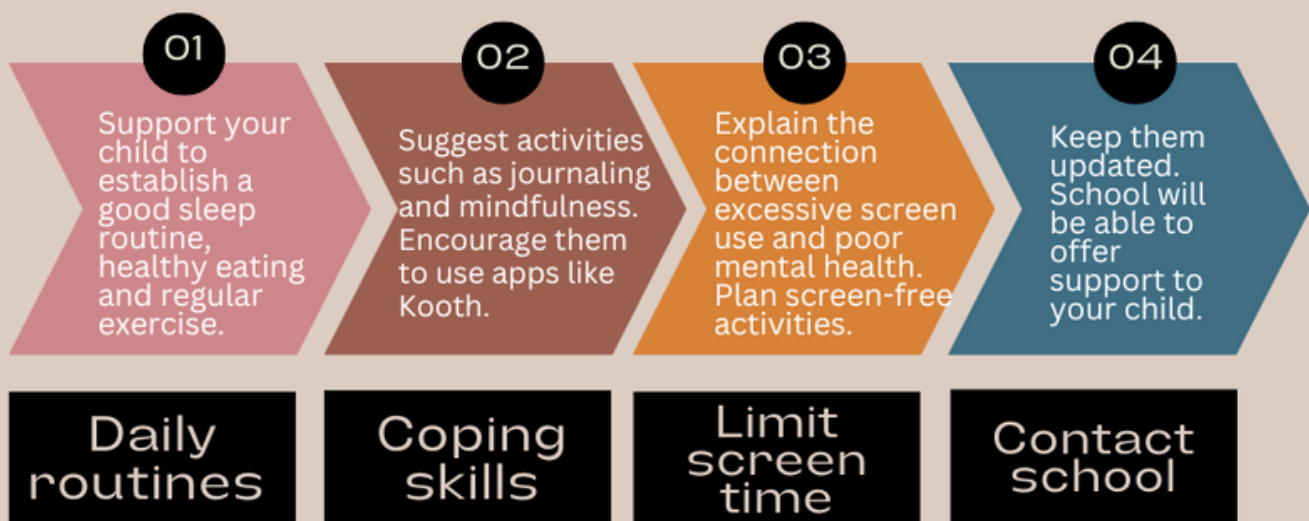 01
Support your
child to
establish a
good sleep
routine,
healthy eating
and regular
exercise.
Daily
routines
02
Suggest activities
such as journaling
and mindfulness.
Encourage them
to use apps like
Kooth.
Coping
skills
03
Explain the
connection
between
excessive screen
use and poor
mental health.
Plan screen-free
activities.
Limit
screen
time
04
Keep them
updated.
School will
be able to
offer
support to
your child.
Contact
school